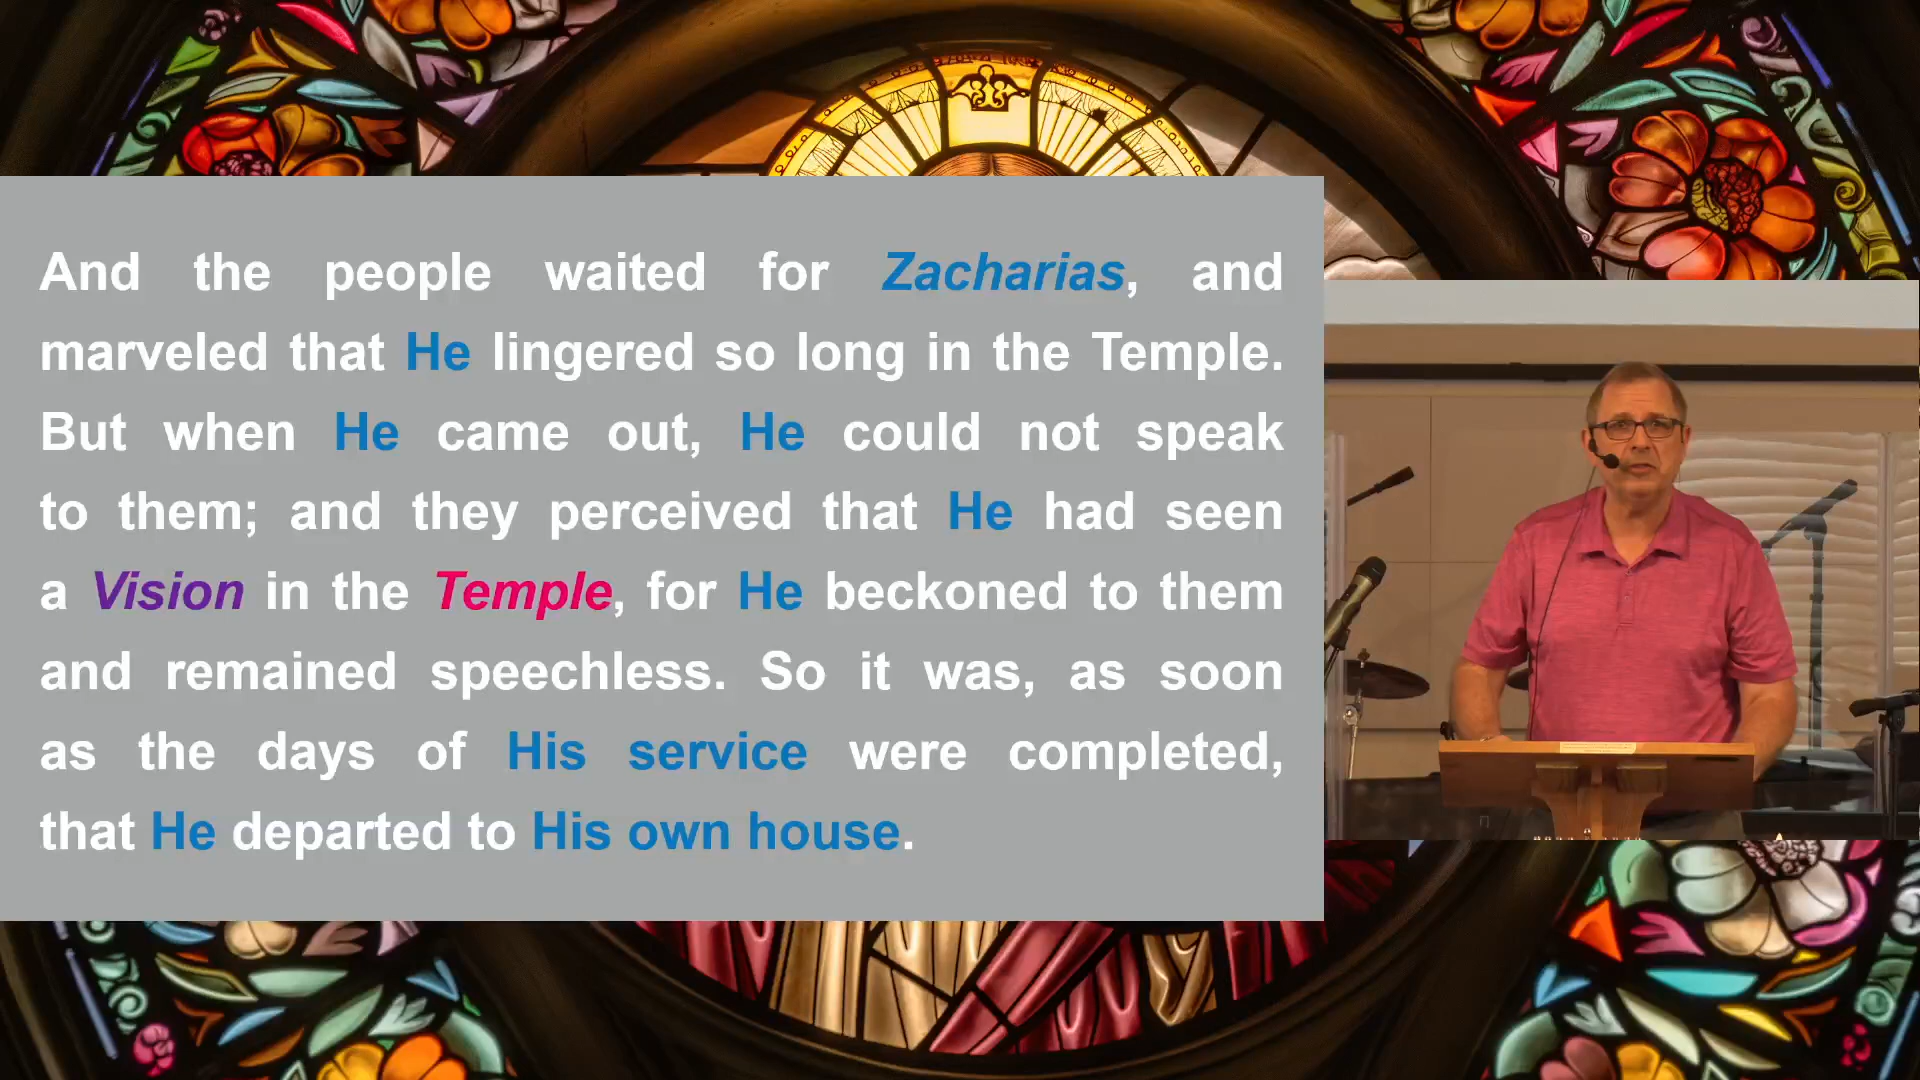 And the people waited for Zacharias, and
marveled that He lingered so long in the Temple.
But when He came out, He could not speak
to them; and they perceived that He had seen
a Vision in the Temple, for He beckoned to them
and remained speechless. So it was, as soon
as the days of His service were completed,
that He departed to His own house.